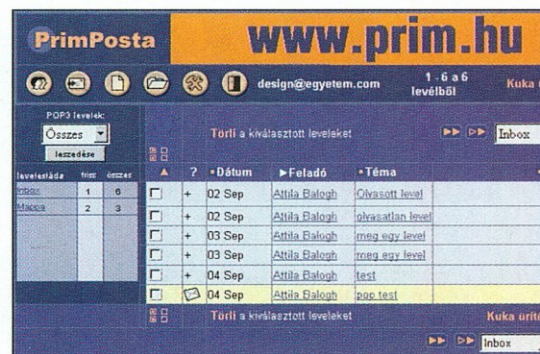 PrimPosta
www.prim.hu
design@egyetem.com
1 - 6 a 6 levélből
Kuka
POP3 levelek:
Összes
leszedése
Törli a kiválasztott leveleket
Inbox
levelesláda friss összes
Inbox 1 6
Mappa 2 3
? Dátum Feladó Téma
+ 02 Sep Attila Balogh Olvasott level
+ 02 Sep Attila Balogh olvasatlan level
+ 03 Sep Attila Balogh meg egy level
+ 03 Sep Attila Balogh meg egy level
+ 04 Sep Attila Balogh test
04 Sep Attila Balogh pop test
Törli a kiválasztott leveleket
Kuka üríté
Inbox